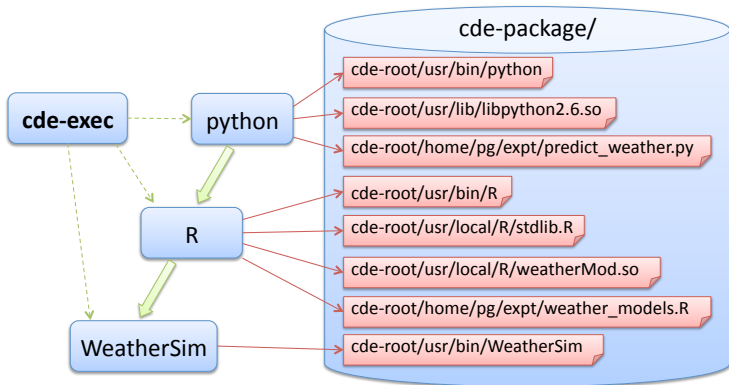 cde-package/
cde-root/usr/bin/python
cde-exec
python
cde-root/usr/lib/libpython2.6.so
cde-root/home/pg/expt/predict_weather.py
cde-root/usr/bin/R
R
cde-root/usr/local/R/stdlib.R
cde-root/usr/local/R/weatherMod.so
cde-root/home/pg/expt/weather_models.R
WeatherSim
cde-root/usr/bin/WeatherSim